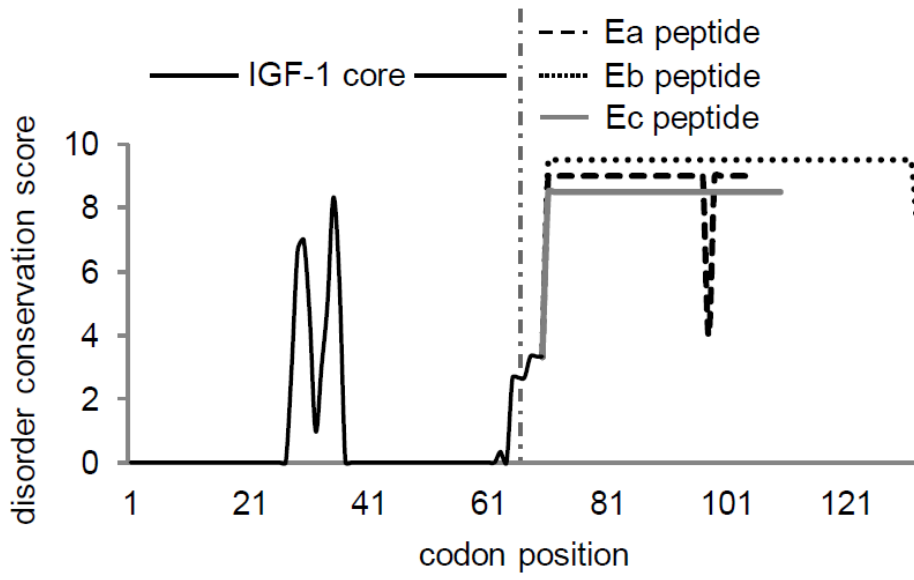 Ea peptide
IGF-1 core
Eb peptide
Ec peptide
disorder conservation score
10
8
6
4
2
0
1 21 41 61 81 101 121
codon position